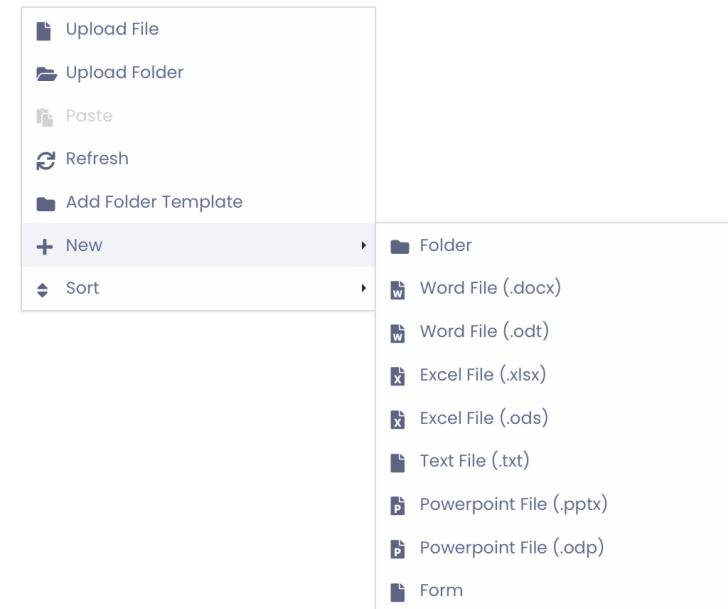 Upload File
Upload Folder
Paste
Refresh
Add Folder Template
New
Sort
Folder
Word File (.docx)
Word File (.odt)
Excel File (.xlsx)
Excel File (.ods)
Text File (.txt)
Powerpoint File (.pptx)
Powerpoint File (.odp)
Form